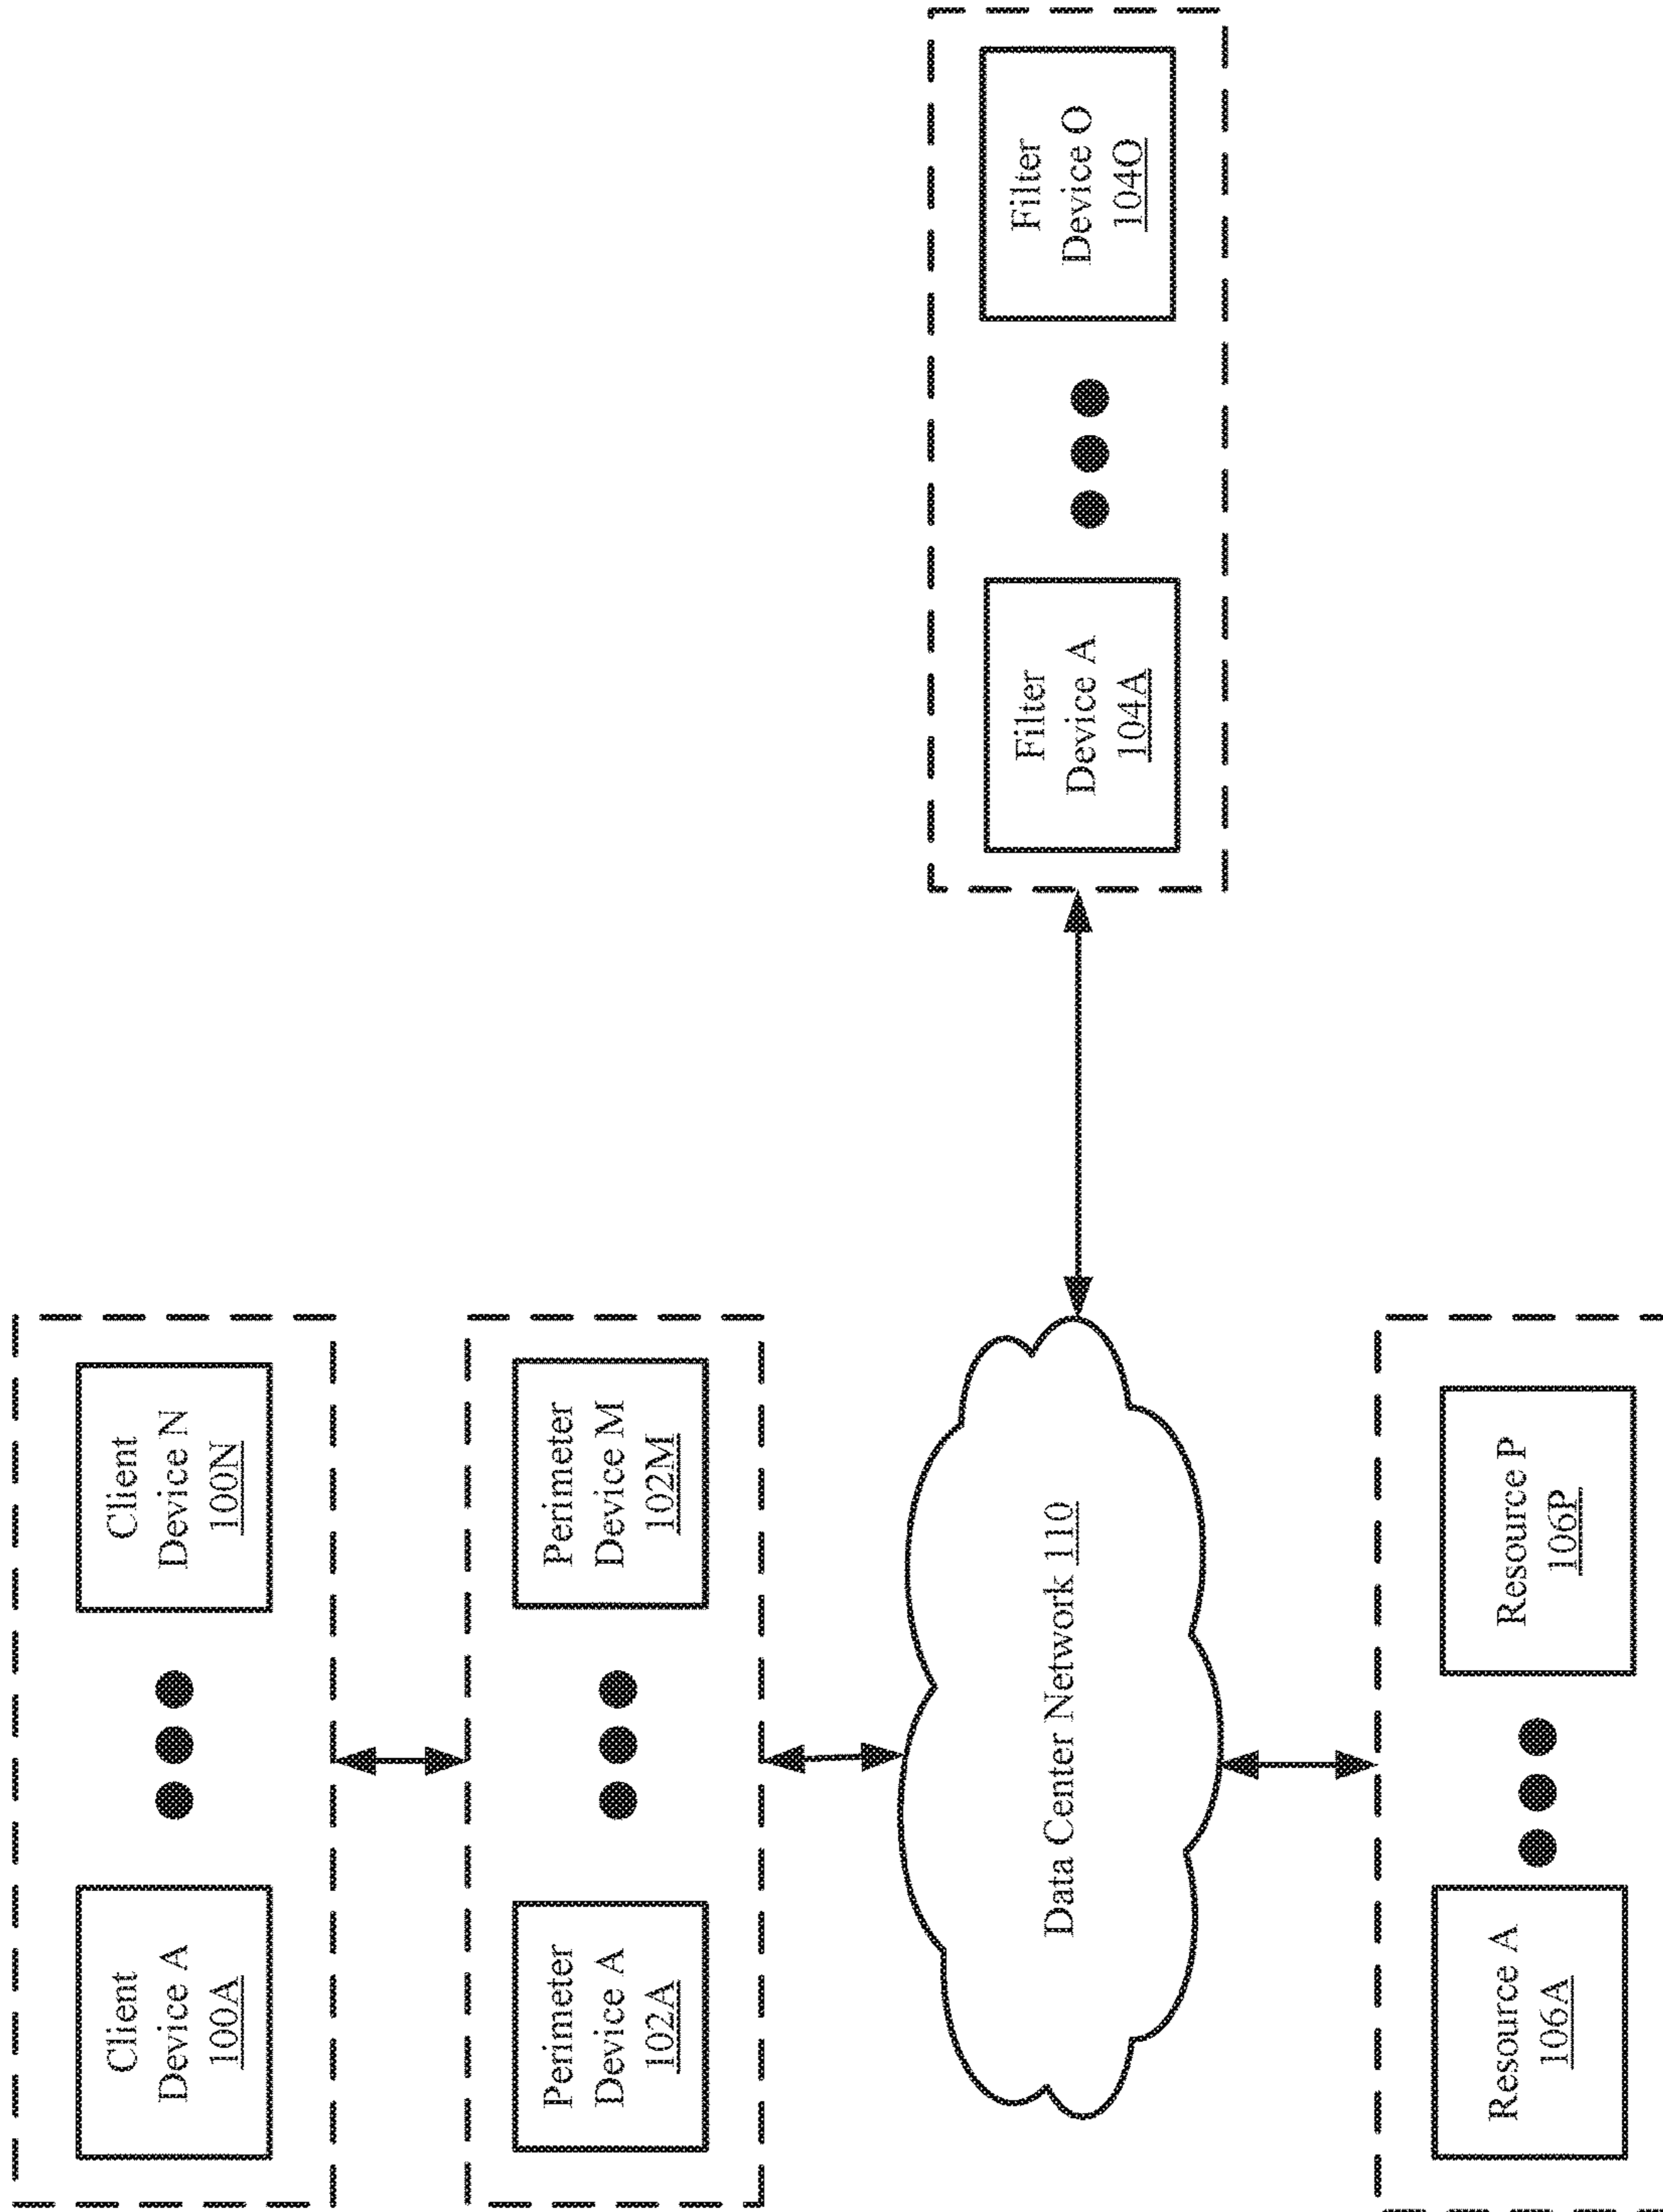 Client
Device A
100A
Client
Device N
100N
Perimeter
Device A
102A
Perimeter
Device M
102M
Data Center Network 110
Filter
Device A
104A
Filter
Device O
104O
Resource A
106A
Resource P
106P